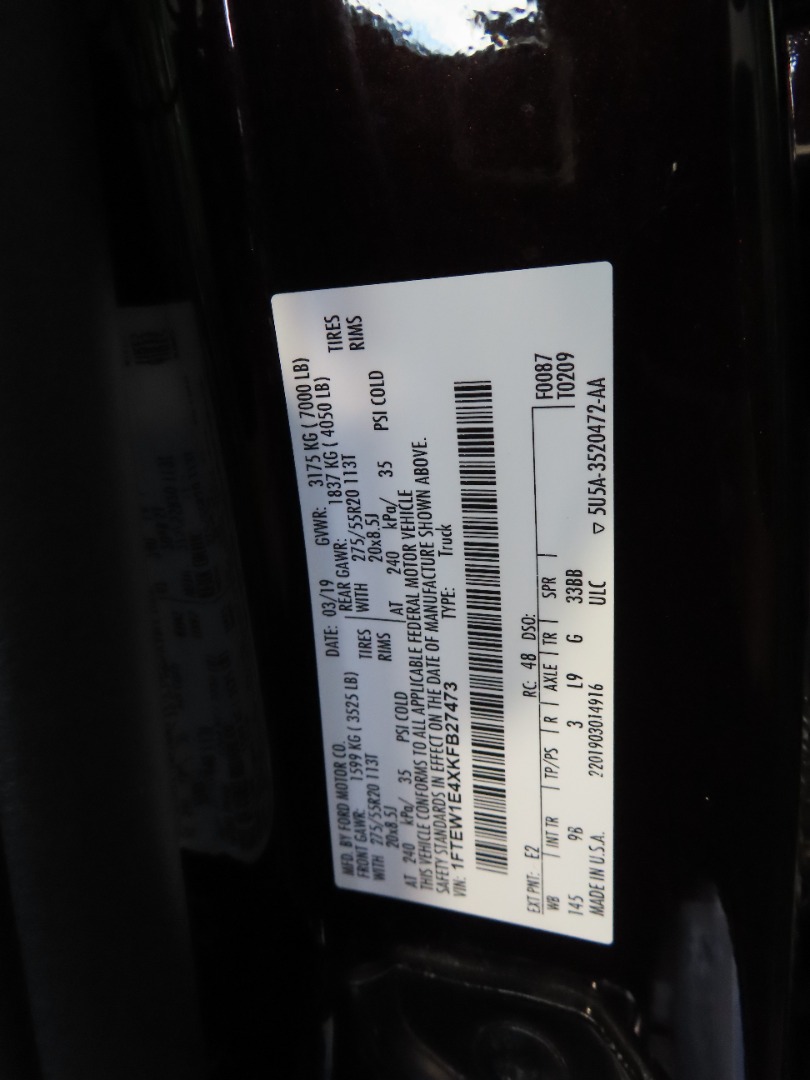 MFD. BY FORD MOTOR CO.
DATE: 03/19 GVWR: 3175 KG ( 7000 LB)
FRONT GAWR: 1599 KG ( 3525 LB) REAR GAWR: 1837 KG ( 4050 LB)
WITH 275/55R20 113T TIRES WITH 275/55R20 113T TIRES
20x8.5J RIMS 20x8.5J RIMS
AT 240 kPa/ 35 PSI COLD AT 240 kPa/ 35 PSI COLD
THIS VEHICLE CONFORMS TO ALL APPLICABLE FEDERAL MOTOR VEHICLE
SAFETY STANDARDS IN EFFECT ON THE DATE OF MANUFACTURE SHOWN ABOVE.
VIN: 1FTEW1E4XKFB27473 TYPE: Truck
EXT PNT: E2 RC: 48 DSO: F0087
WB INT TR TP/PS R AXLE TR SPR T0209
145 9B 3 L9 G 33BB
MADE IN U.S.A. 2201903014916 ULC 5U5A-3520472-AA